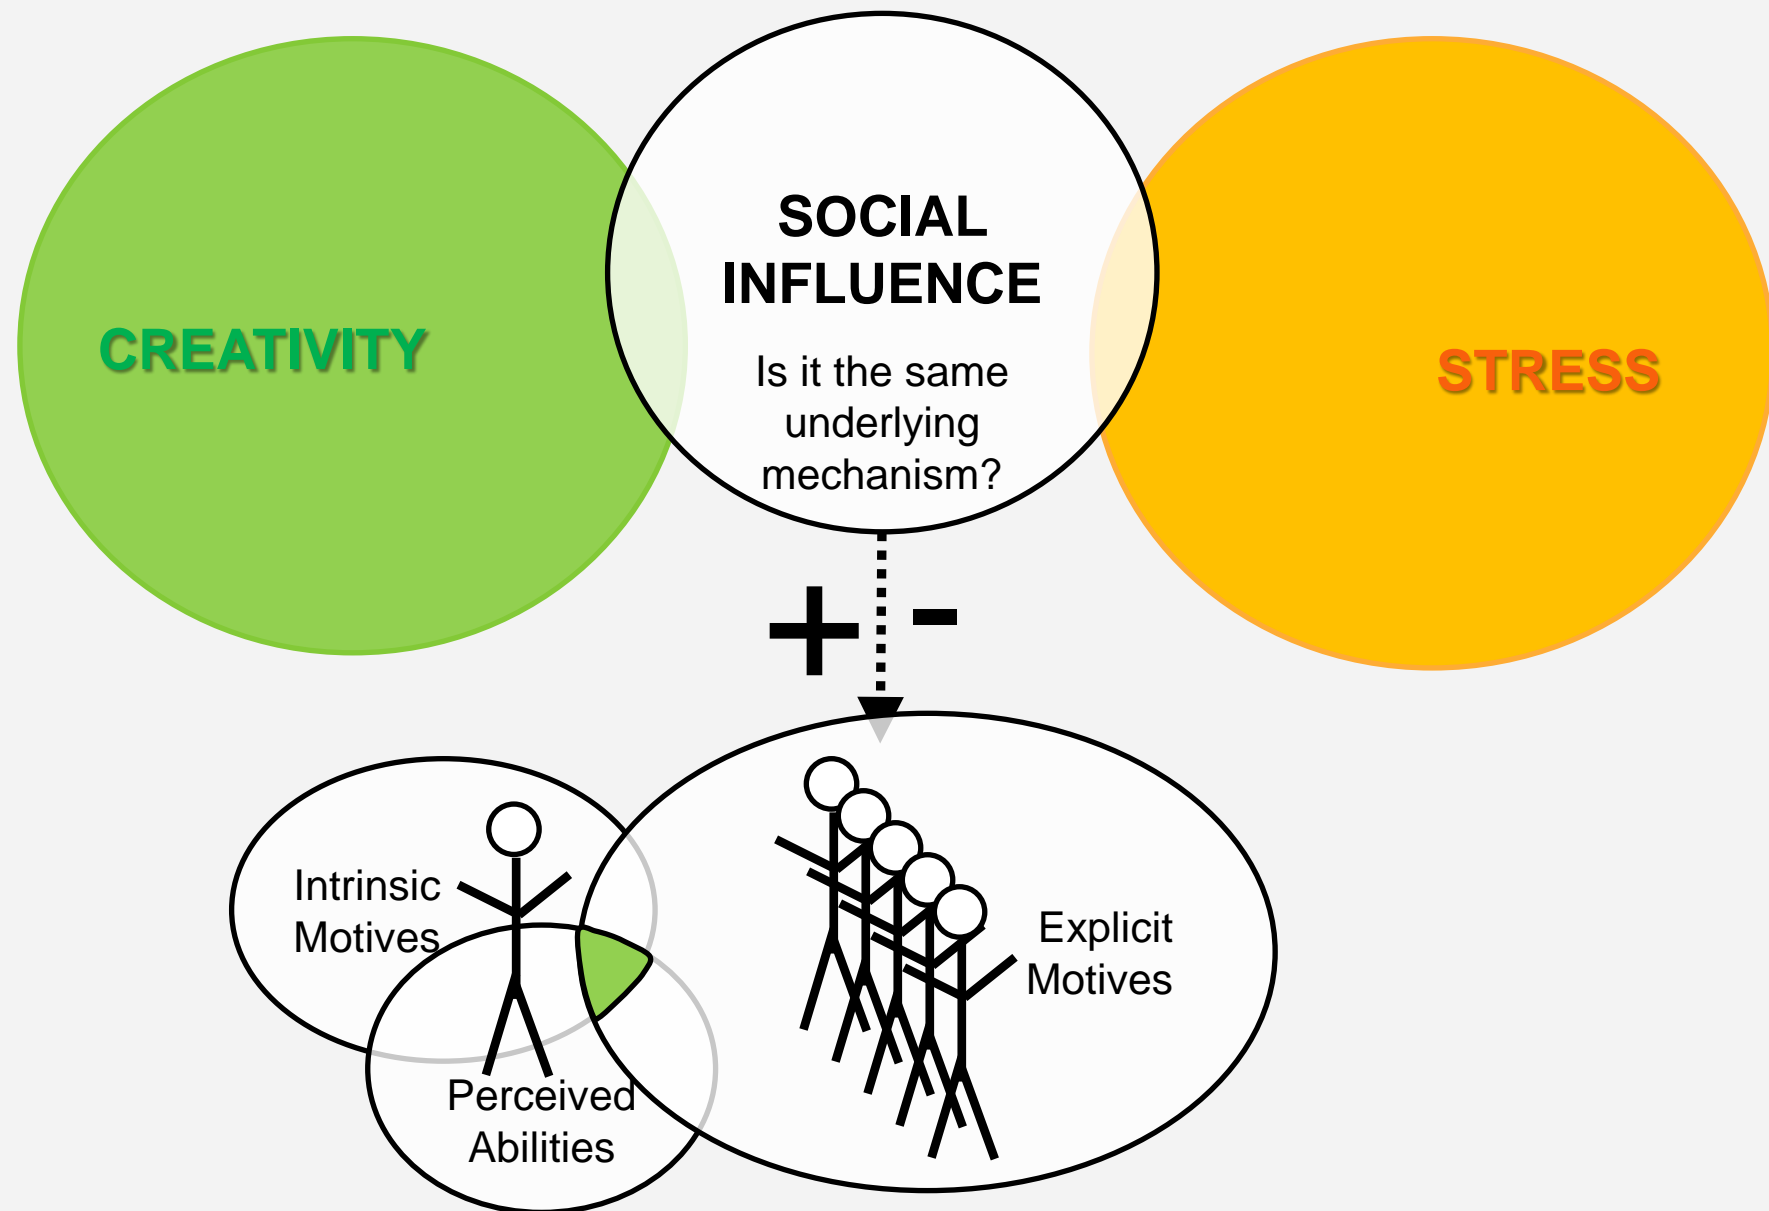 CREATIVITY
SOCIAL
INFLUENCE
Is it the same
underlying
mechanism?
STRESS
+ -
Intrinsic
Motives
Perceived
Abilities
Explicit
Motives